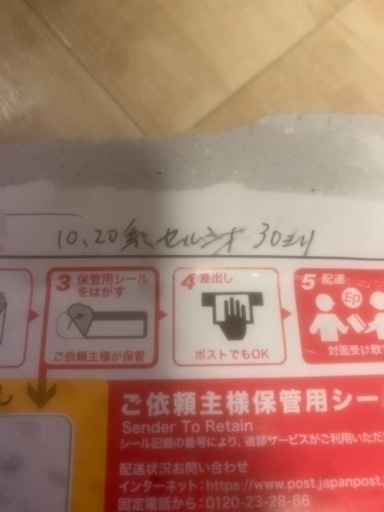 10,20系セルシオ 30ミリ
3 保管用シール
をはがす
ご依頼主様が保管
4 差出し
ポストでもOK
5 配達
EP
対面受け取
ご依頼主様保管用シー
Sender To Retain
シール記載の番号により、追跡サービスがご利用いただ
配送状況お問い合わせ
インターネット:https://www.post.japanpost.
固定電話から:0120-23-28-86